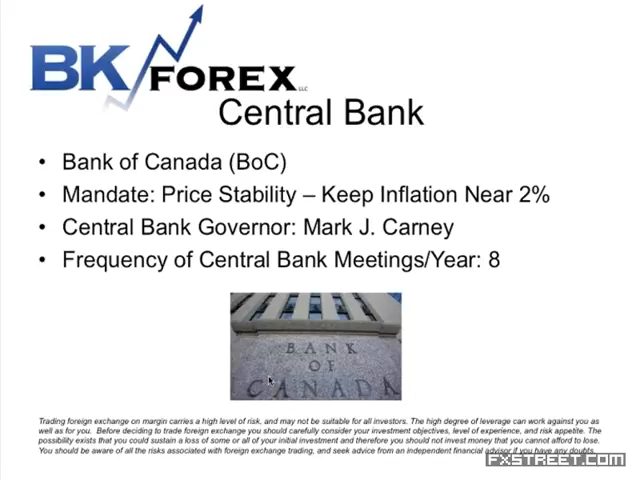 BK FOREX LLC
Central Bank
• Bank of Canada (BoC)
• Mandate: Price Stability – Keep Inflation Near 2%
• Central Bank Governor: Mark J. Carney
• Frequency of Central Bank Meetings/Year: 8
BANK
OF
CANADA
Trading foreign exchange on margin carries a high level of risk, and may not be suitable for all investors. The high degree of leverage can work against you as
well as for you. Before deciding to trade foreign exchange you should carefully consider your investment objectives, level of experience, and risk appetite. The
possibility exists that you could sustain a loss of some or all of your initial investment and therefore you should not invest money that you cannot afford to lose.
You should be aware of all the risks associated with foreign exchange trading, and seek advice from an independent financial advisor if you have any doubts.
FXSTREET.COM